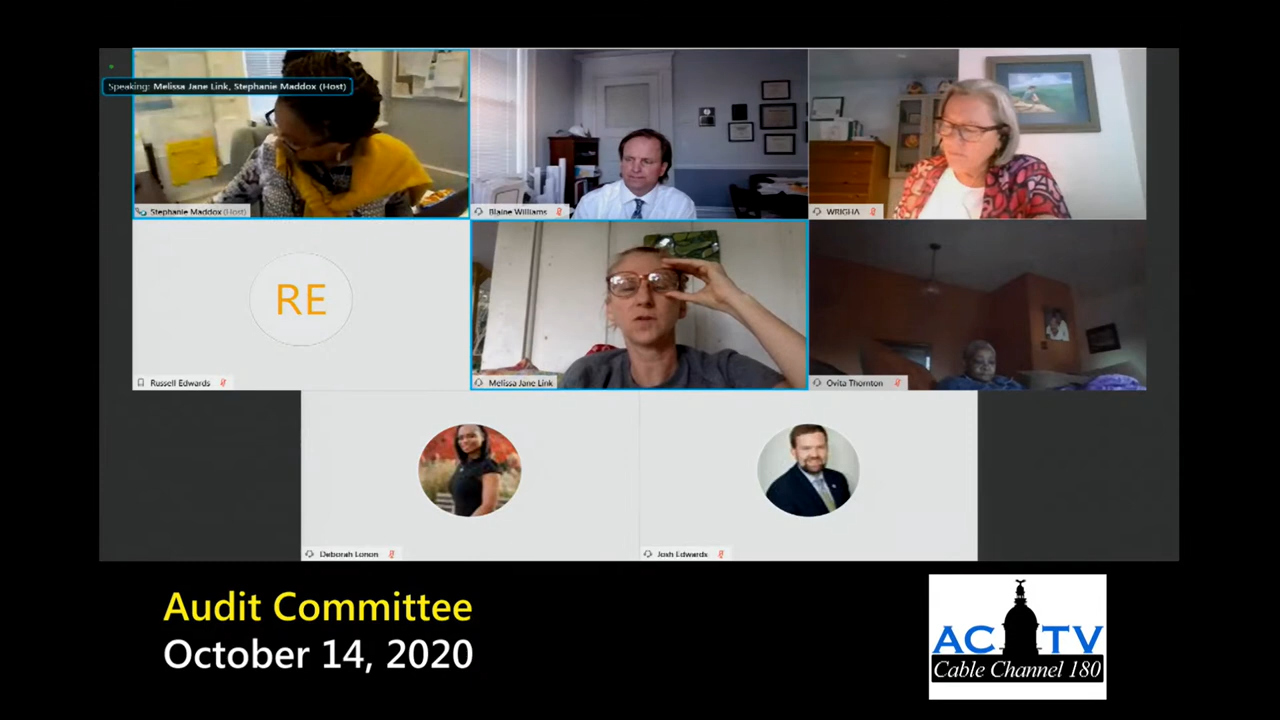 Speaking: Melissa Jane Link, Stephanie Maddox (Host)
Stephanie Maddox (Host)
Blaine Williams
WRIGHA
RE
Russell Edwards
Melissa Jane Link
Ovita Thornton
Deborah Lonon
Josh Edwards
Audit Committee
October 14, 2020
AC TV
Cable Channel 180